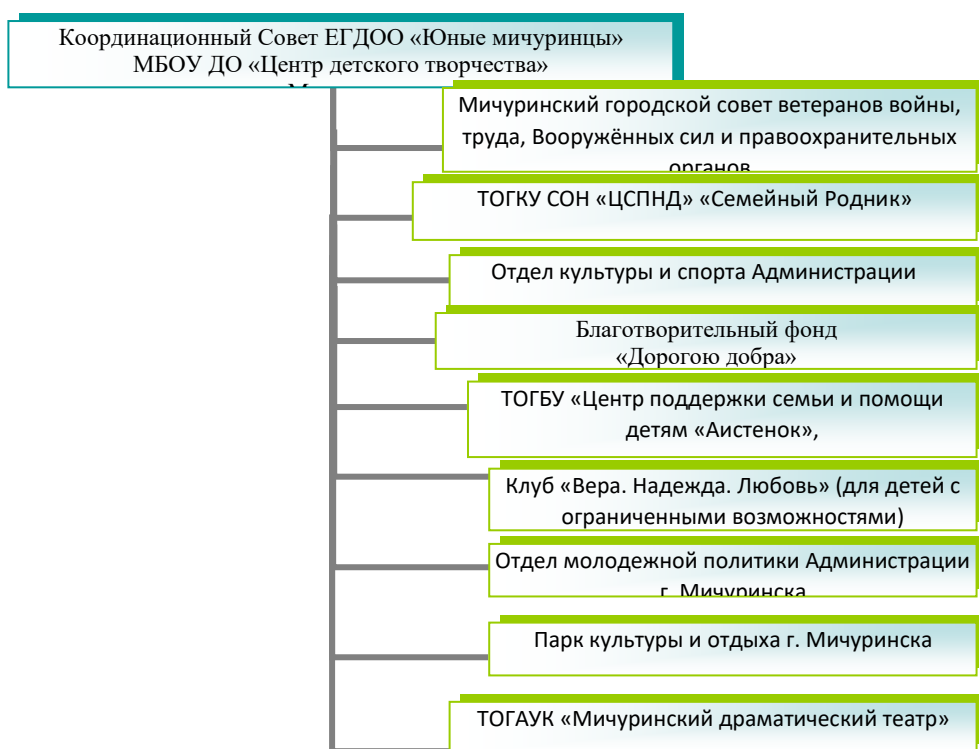 Координационный Совет ЕГДОО «Юные мичуринцы»
МБОУ ДО «Центр детского творчества»
Мичуринский городской совет ветеранов войны,
труда, Вооружённых сил и правоохранительных
органов
ТОГКУ СОН «ЦСПНД» «Семейный Родник»
Отдел культуры и спорта Администрации
Благотворительный фонд
«Дорогою добра»
ТОГБУ «Центр поддержки семьи и помощи
детям «Аистенок»,
Клуб «Вера. Надежда. Любовь» (для детей с
ограниченными возможностями)
Отдел молодежной политики Администрации
г. Мичуринска
Парк культуры и отдыха г. Мичуринска
ТОГАУК «Мичуринский драматический театр»